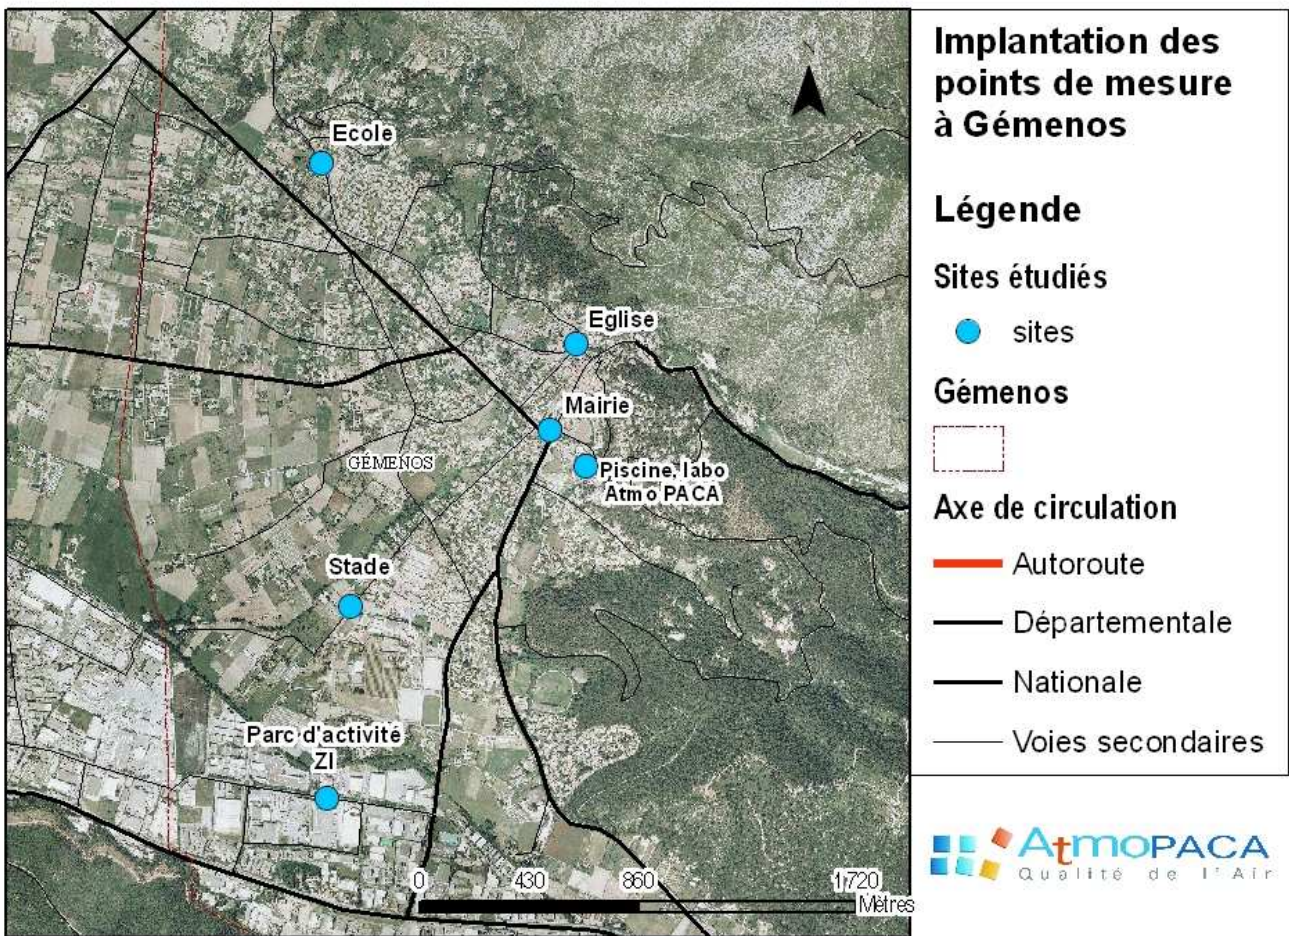 Implantation des
points de mesure
à Gémenos
Légende
Sites étudiés
sites
Gémenos
Axe de circulation
Autoroute
Départementale
Nationale
Voies secondaires
AtmoPACA
Qualité de l'Air
Ecole
Eglise
Mairie
GÉMENOS
Piscine, labo
Atmo PACA
Stade
Parc d'activité
ZI
0 430 860 1 720
Mètres